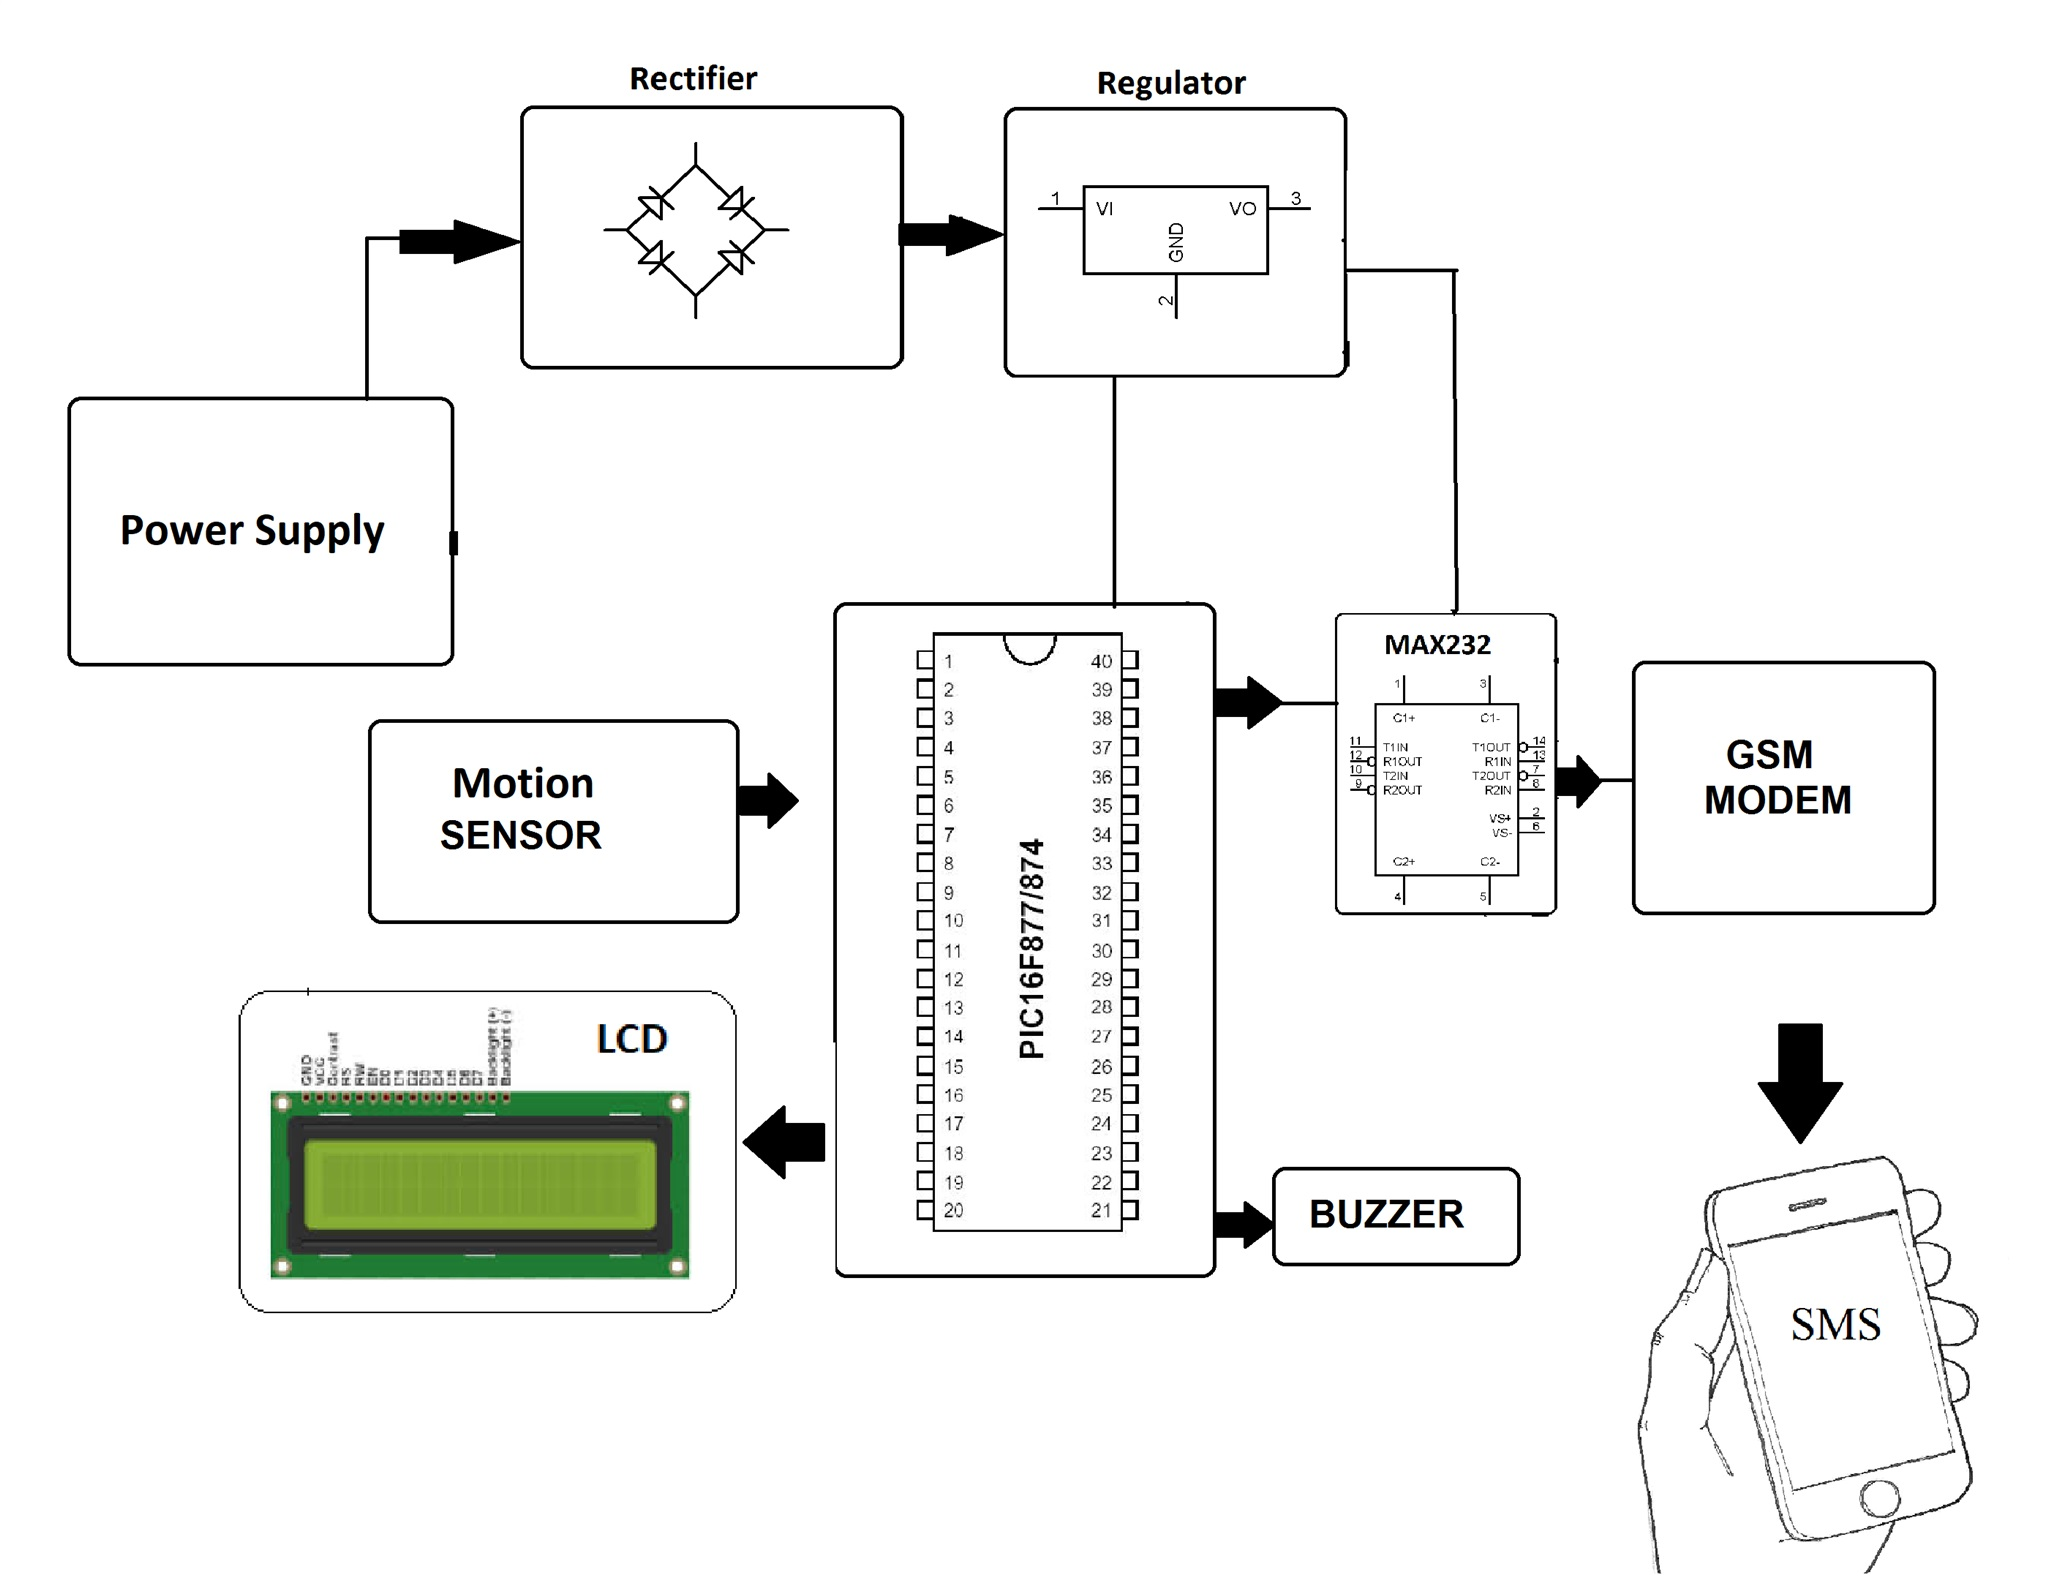 Rectifier
Regulator
1
VI
VO
3
GND
2
Power Supply
Motion
SENSOR
1
2
3
4
5
6
7
8
9
10
11
12
13
14
15
16
17
18
19
20
PIC16F877/874
40
39
38
37
36
35
34
33
32
31
30
29
28
27
26
25
24
23
22
21
MAX232
1
3
C1+
C1-
11
T1IN
T1OUT
14
12
R1OUT
R1IN
13
10
T2IN
T2OUT
7
9
R2OUT
R2IN
8
VS+
2
VS-
6
C2+
C2-
4
5
GSM
MODEM
LCD
GND
VCC
Contrast
RS
RW
EN
D0
D1
D2
D3
D4
D5
D6
D7
Backlight (+)
Backlight (-)
BUZZER
SMS